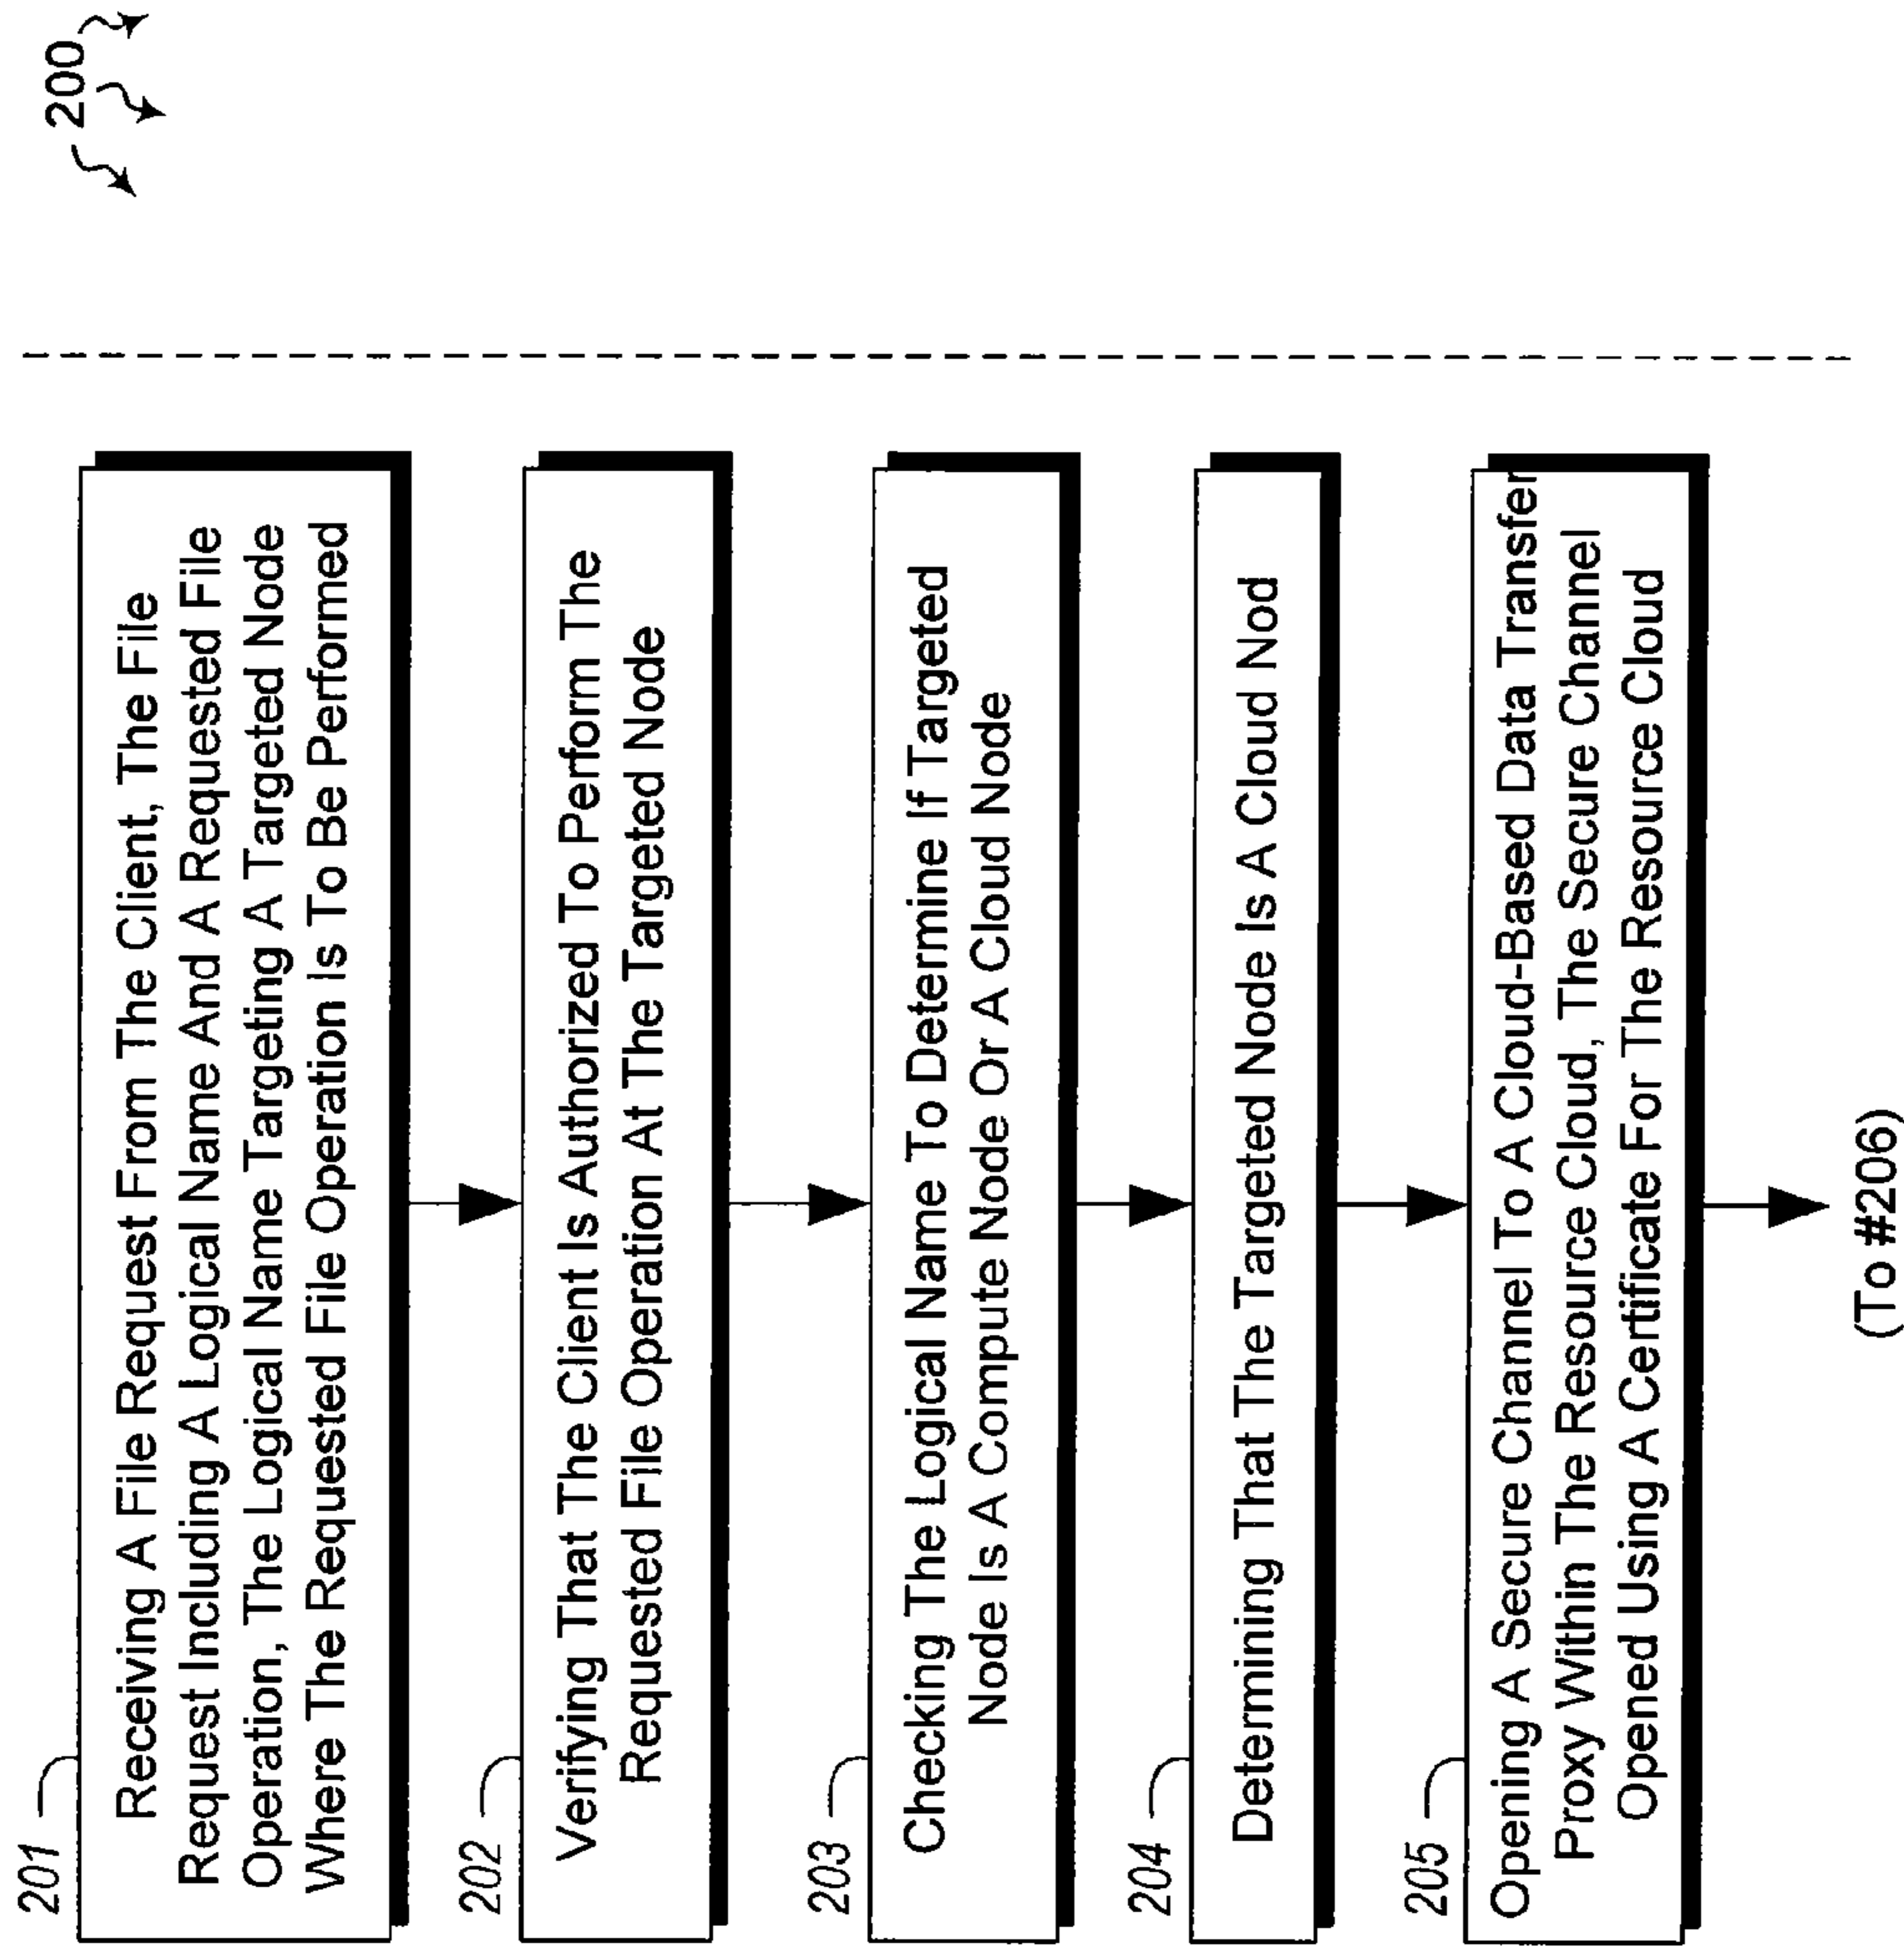 200
201
Receiving A File Request From The Client, The File
Request Including A Logical Name And A Requested File
Operation, The Logical Name Targeting A Targeted Node
Where The Requested File Operation Is To Be Performed
202
Verifying That The Client Is Authorized To Perform The
Requested File Operation At The Targeted Node
203
Checking The Logical Name To Determine If Targeted
Node Is A Compute Node Or A Cloud Node
204
Determining That The Targeted Node Is A Cloud Nod
205
Opening A Secure Channel To A Cloud-Based Data Transfer
Proxy Within The Resource Cloud, The Secure Channel
Opened Using A Certificate For The Resource Cloud
(To #206)